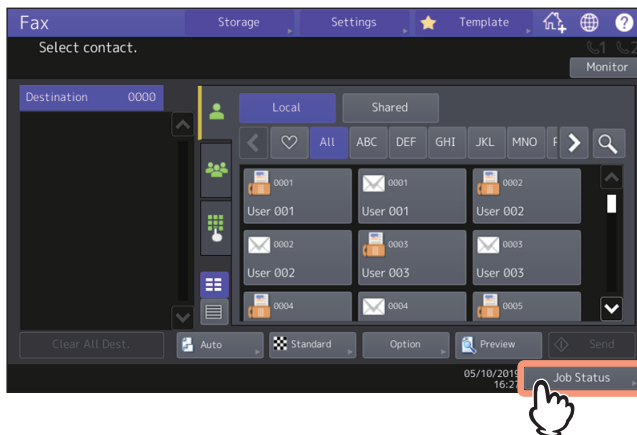 Fax
Storage
Settings
Template
?
Select contact.
1
2
Monitor
Destination 0000
Local
Shared
All
ABC
DEF
GHI
JKL
MNO
0001
User 001
0001
User 001
0002
User 002
0002
User 002
0003
User 003
0003
User 003
0004
0004
0005
Clear All Dest.
Auto
Standard
Option
Preview
Send
05/10/2019
16:27
Job Status